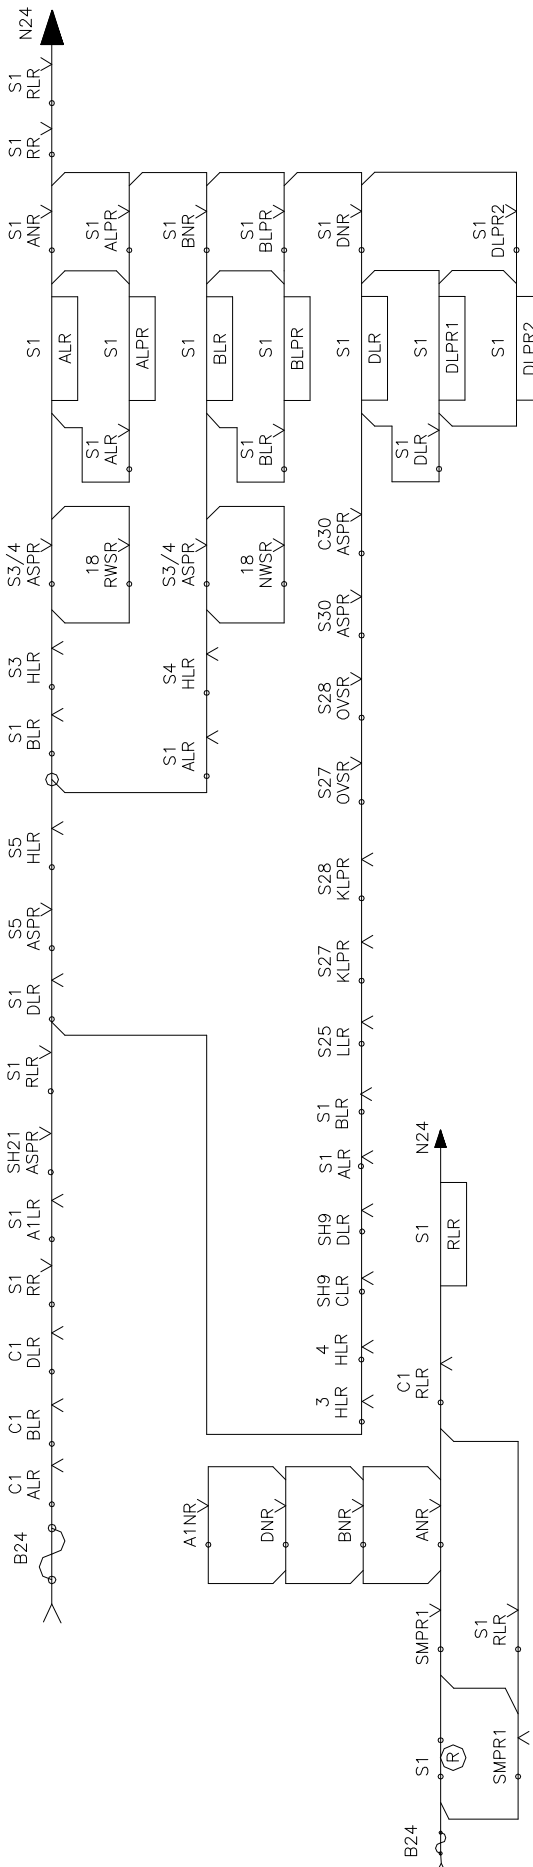 N24
S1
RLR
S1
RR
S1
ANR
S1
ALPR
S1
BNR
S1
BLPR
S1
DNR
S1
DLPR2
S1
ALR
S1
ALPR
S1
BLR
S1
BLPR
S1
DLR
S1
DLPR1
S1
DLPR2
S1
ALR
S1
BLR
S1
DLR
S3/4
ASPR
18
RWSR
S3/4
ASPR
18
NWSR
C30
ASPR
S30
ASPR
S3
HLR
S4
HLR
S28
OVSR
S1
BLR
S1
ALR
S27
OVSR
S5
HLR
S28
KLPR
S5
ASPR
S27
KLPR
S1
DLR
S25
LLR
S1
RLR
S1
BLR
SH21
ASPR
S1
ALR
N24
S1
A1LR
SH9
DLR
S1
RLR
S1
RR
SH9
CLR
C1
DLR
4
HLR
C1
RLR
C1
BLR
3
HLR
C1
ALR
B24
A1NR
DNR
BNR
ANR
SMPR1
S1
RLR
S1
R
SMPR1
B24